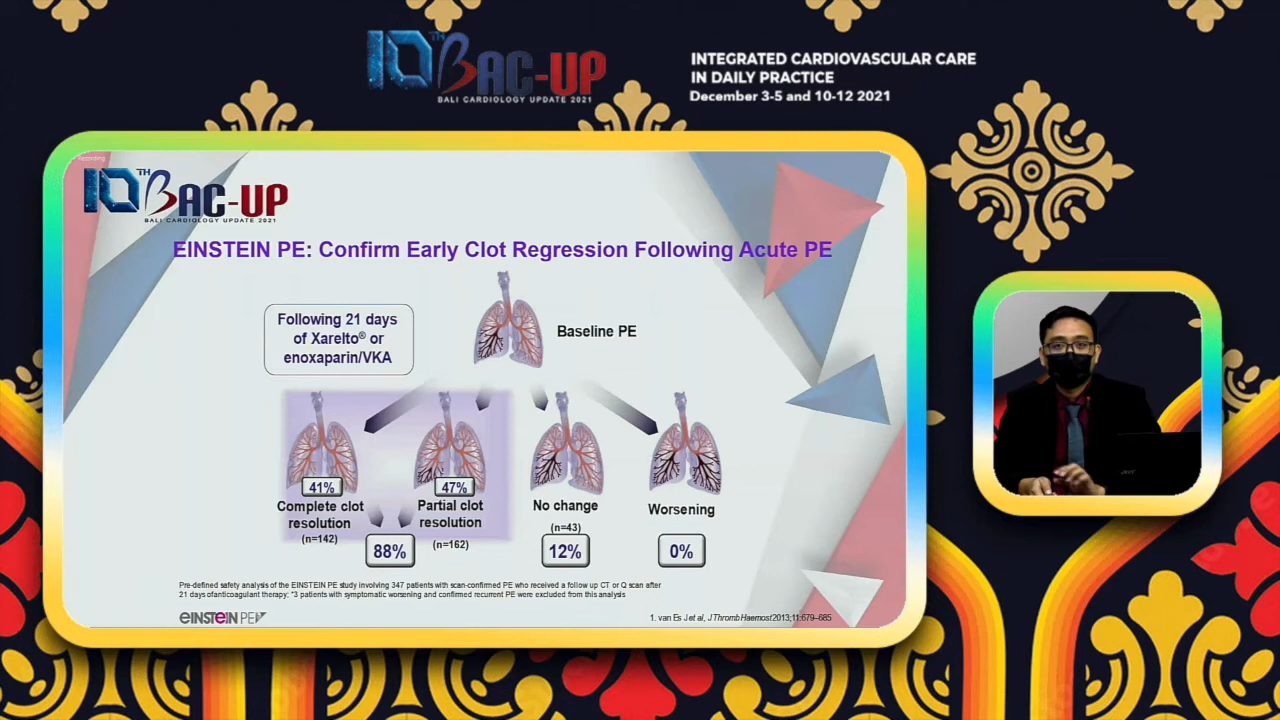 10TH BAC-UP
BALI CARDIOLOGY UPDATE 2021
INTEGRATED CARDIOVASCULAR CARE
IN DAILY PRACTICE
December 3-5 and 10-12 2021
Recording
10TH BAC-UP
BALI CARDIOLOGY UPDATE 2021
EINSTEIN PE: Confirm Early Clot Regression Following Acute PE
Following 21 days
of Xarelto® or
enoxaparin/VKA
Baseline PE
41%
Complete clot
resolution
(n=142)
47%
Partial clot
resolution
(n=162)
88%
No change
(n=43)
12%
Worsening
0%
Pre-defined safety analysis of the EINSTEIN PE study involving 347 patients with scan-confirmed PE who received a follow up CT or Q scan after
21 days ofanticoagulant therapy; *3 patients with symptomatic worsening and confirmed recurrent PE were excluded from this analysis
EINSTEIN PE
1. van Es J et al, J Thromb Haemost 2013;11:679–685
acer